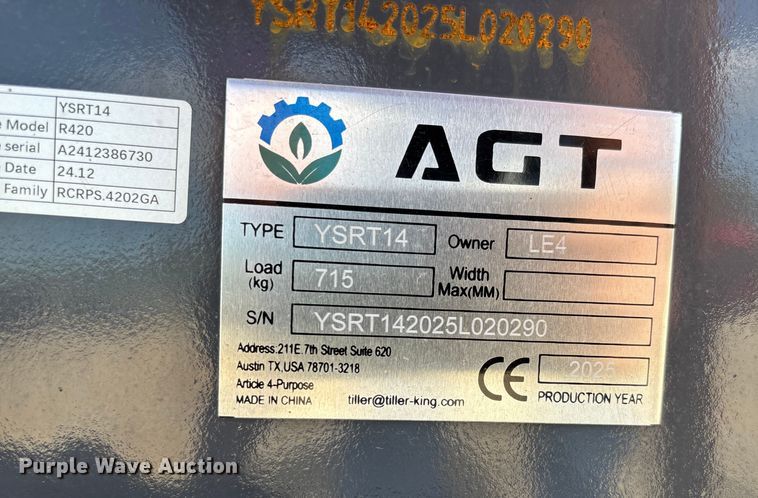 YSRT142025L020290
YSRT14
e Model R420
serial A2412386730
Date 24.12
Family RCRPS.4202GA
AGT
TYPE YSRT14 Owner LE4
Load (kg) 715 Width Max(MM)
S/N YSRT142025L020290
Address:211E.7th Street Suite 620
Austin TX,USA 78701-3218
Article 4-Purpose
MADE IN CHINA tiller@tiller-king.com
CE 2025
PRODUCTION YEAR
Purple Wave Auction